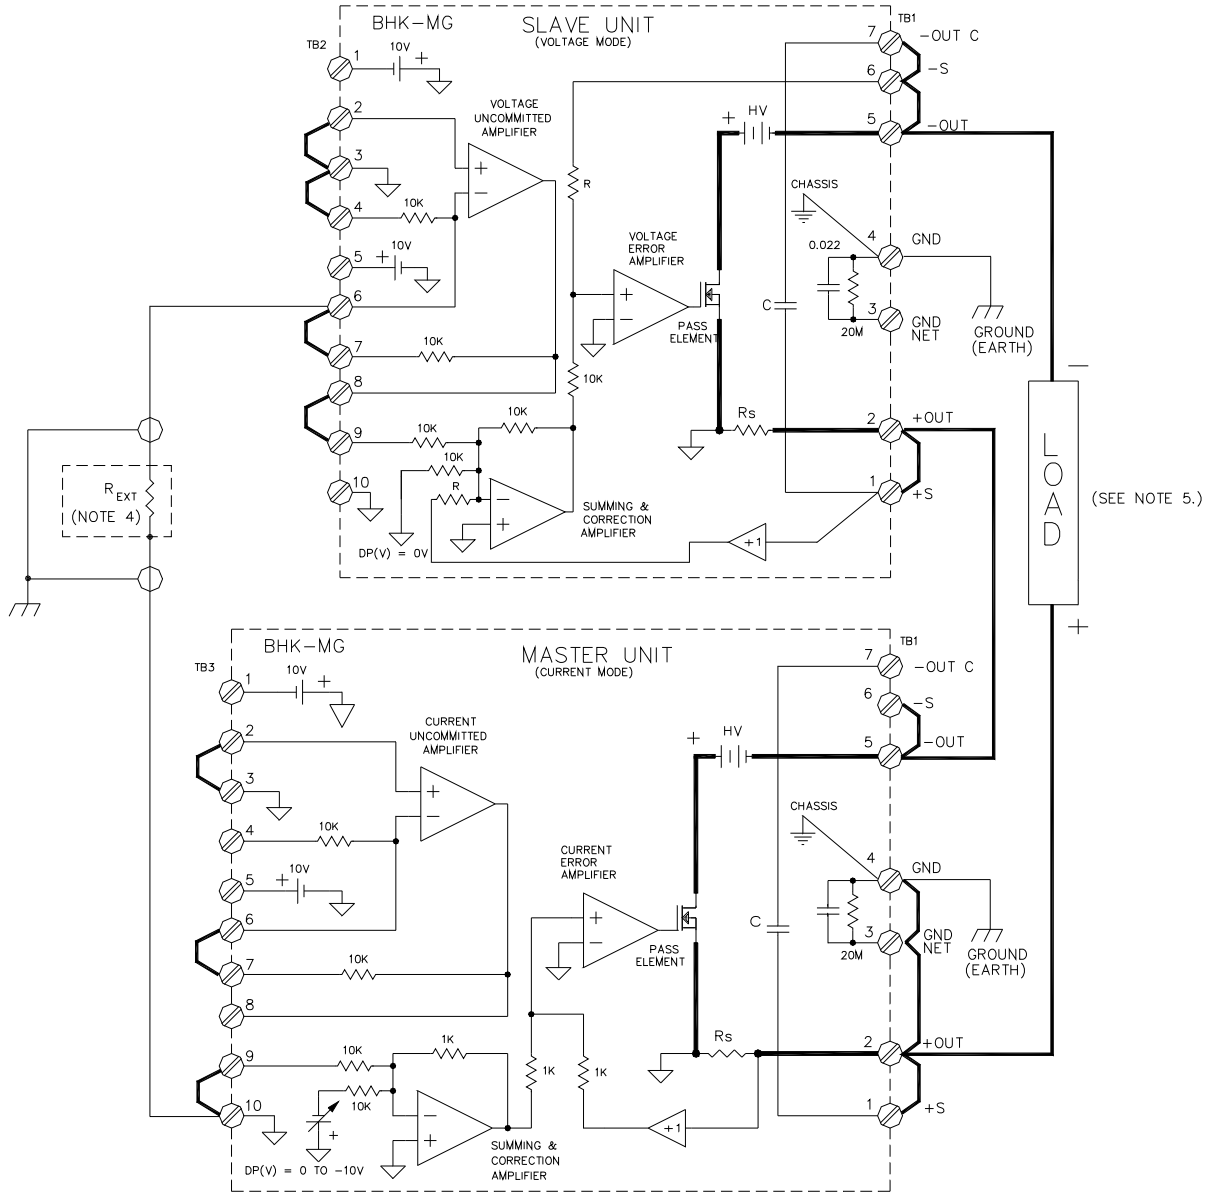 BHK-MG
SLAVE UNIT
(VOLTAGE MODE)
TB2
TB1
1
10V
+
2
3
4
10K
VOLTAGE
UNCOMMITTED
AMPLIFIER
+
−
5
+
10V
6
7
10K
8
9
10K
10K
10K
R
10
DP(V) = 0V
−
+
SUMMING &
CORRECTION
AMPLIFIER
R
10K
VOLTAGE
ERROR
AMPLIFIER
+
−
PASS
ELEMENT
+
HV
C
Rs
+1
7
-OUT C
6
-S
5
-OUT
CHASSIS
4
GND
0.022
20M
3
GND
NET
GROUND
(EARTH)
2
+OUT
1
+S
−
LOAD
+
(SEE NOTE 5.)
R EXT
(NOTE 4)
BHK-MG
MASTER UNIT
(CURRENT MODE)
TB3
TB1
1
10V
+
2
3
4
10K
CURRENT
UNCOMMITTED
AMPLIFIER
+
−
5
+
10V
6
7
10K
8
9
10K
1K
10K
10
+
DP(V) = 0 TO -10V
−
+
SUMMING &
CORRECTION
AMPLIFIER
1K
1K
CURRENT
ERROR
AMPLIFIER
+
−
PASS
ELEMENT
+
HV
C
Rs
+1
7
-OUT C
6
-S
5
-OUT
CHASSIS
4
GND
20M
3
GND
NET
GROUND
(EARTH)
2
+OUT
1
+S